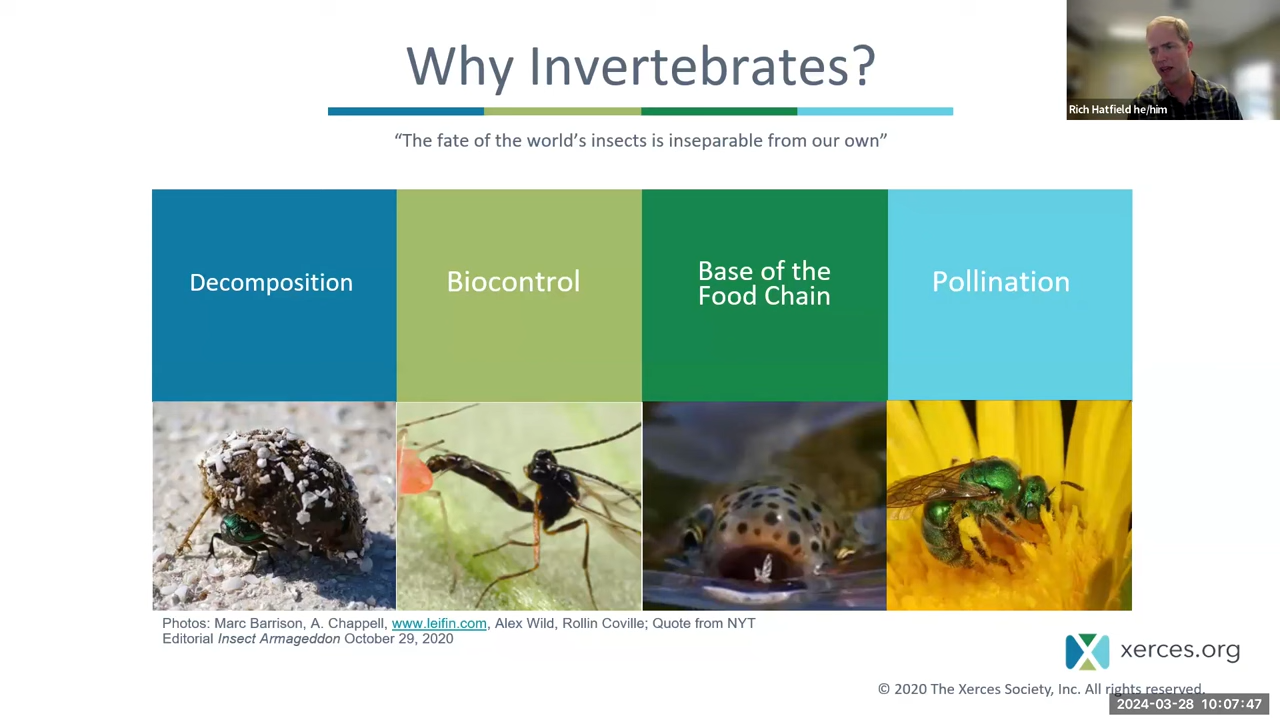 Why Invertebrates?
Rich Hatfield he/him
“The fate of the world’s insects is inseparable from our own”
Decomposition
Biocontrol
Base of the
Food Chain
Pollination
Photos: Marc Barrison, A. Chappell, www.leifin.com, Alex Wild, Rollin Coville; Quote from NYT
Editorial Insect Armageddon October 29, 2020
xerces.org
© 2020 The Xerces Society, Inc. All rights reserved.
2024-03-28 10:07:47